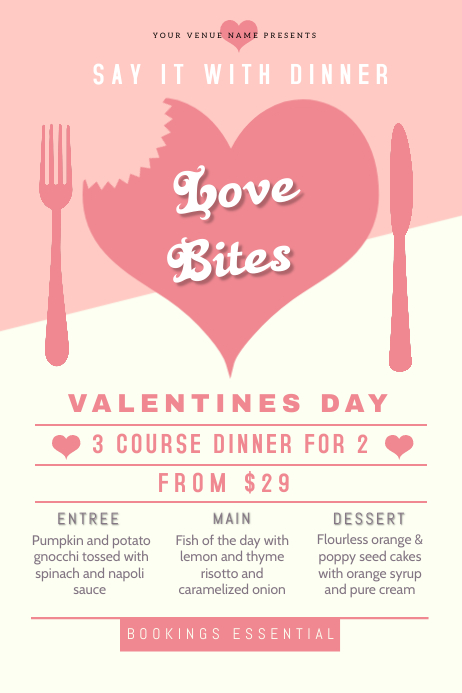 YOUR VENUE NAME PRESENTS
SAY IT WITH DINNER
Love
Bites
VALENTINES DAY
3 COURSE DINNER FOR 2
FROM $29
ENTREE
Pumpkin and potato
gnocchi tossed with
spinach and napoli
sauce
MAIN
Fish of the day with
lemon and thyme
risotto and
caramelized onion
DESSERT
Flourless orange &
poppy seed cakes
with orange syrup
and pure cream
BOOKINGS ESSENTIAL